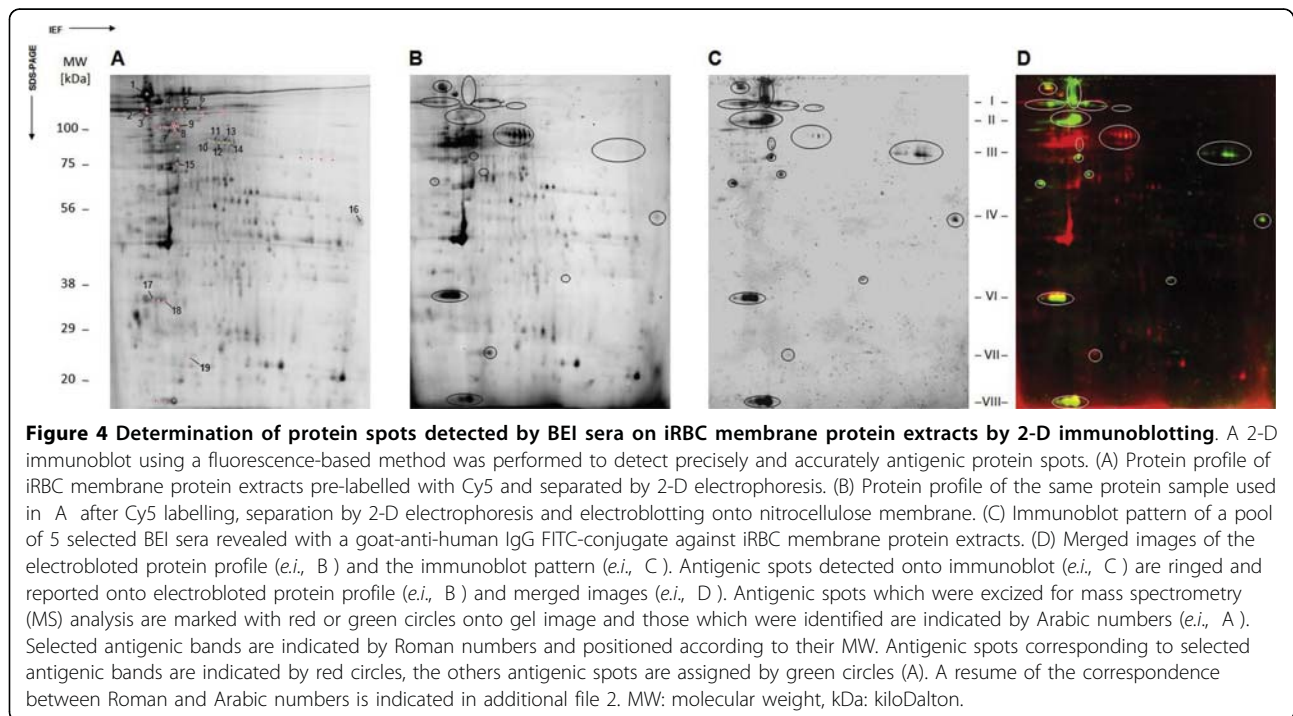 IEF
SDS-PAGE
MW
[kDa]
A
B
C
D
100
75
56
38
29
20
1
2
3
5
6
7
8
9
10
11
12
13
14
15
16
17
18
19
– I –
– II –
– III –
– IV –
– VI –
– VII –
–VIII–
Figure 4 Determination of protein spots detected by BEI sera on iRBC membrane protein extracts by 2-D immunoblotting. A 2-D
immunoblot using a fluorescence-based method was performed to detect precisely and accurately antigenic protein spots. (A) Protein profile of
iRBC membrane protein extracts pre-labelled with Cy5 and separated by 2-D electrophoresis. (B) Protein profile of the same protein sample used
in A after Cy5 labelling, separation by 2-D electrophoresis and electroblotting onto nitrocellulose membrane. (C) Immunoblot pattern of a pool
of 5 selected BEI sera revealed with a goat-anti-human IgG FITC-conjugate against iRBC membrane protein extracts. (D) Merged images of the
electrobloted protein profile (e.i., B ) and the immunoblot pattern (e.i., C ). Antigenic spots detected onto immunoblot (e.i., C ) are ringed and
reported onto electrobloted protein profile (e.i., B ) and merged images (e.i., D ). Antigenic spots which were excized for mass spectrometry
(MS) analysis are marked with red or green circles onto gel image and those which were identified are indicated by Arabic numbers (e.i., A ).
Selected antigenic bands are indicated by Roman numbers and positioned according to their MW. Antigenic spots corresponding to selected
antigenic bands are indicated by red circles, the others antigenic spots are assigned by green circles (A). A resume of the correspondence
between Roman and Arabic numbers is indicated in additional file 2. MW: molecular weight, kDa: kiloDalton.